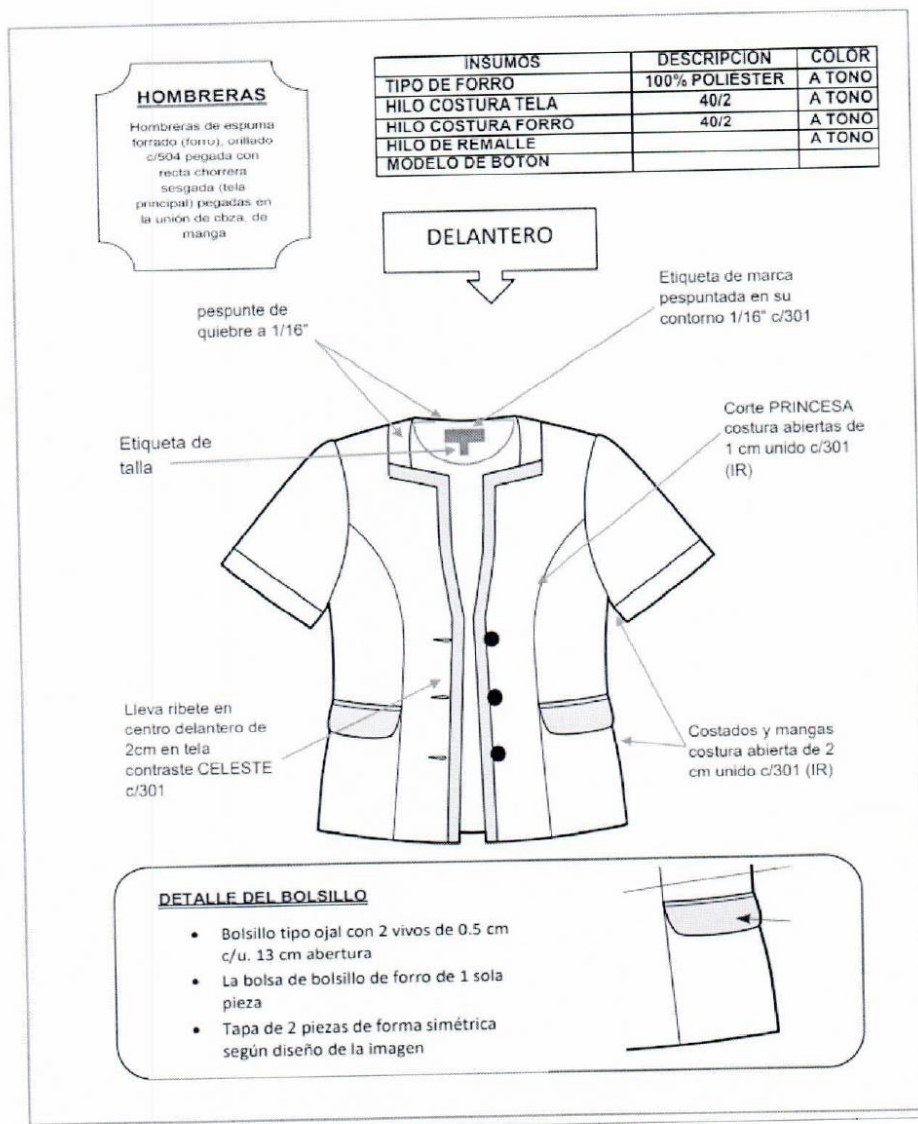 HOMBRERAS
Hombreras de espuma
forrado (forro), orillado
c/504 pegada con
recta chorrera
sesgada (tela
principal) pegadas en
la unión de cbza. de
manga
INSUMOS DESCRIPCION COLOR
TIPO DE FORRO 100% POLIÉSTER A TONO
HILO COSTURA TELA 40/2 A TONO
HILO COSTURA FORRO 40/2 A TONO
HILO DE REMALLE A TONO
MODELO DE BOTON
DELANTERO
pespunte de
quiebre a 1/16"
Etiqueta de marca
pespuntada en su
contorno 1/16" c/301
Etiqueta de
talla
Corte PRINCESA
costura abiertas de
1 cm unido c/301
(IR)
Lleva ribete en
centro delantero de
2cm en tela
contraste CELESTE
c/301
Costados y mangas
costura abierta de 2
cm unido c/301 (IR)
DETALLE DEL BOLSILLO
• Bolsillo tipo ojal con 2 vivos de 0.5 cm
c/u. 13 cm abertura
• La bolsa de bolsillo de forro de 1 sola
pieza
• Tapa de 2 piezas de forma simétrica
según diseño de la imagen